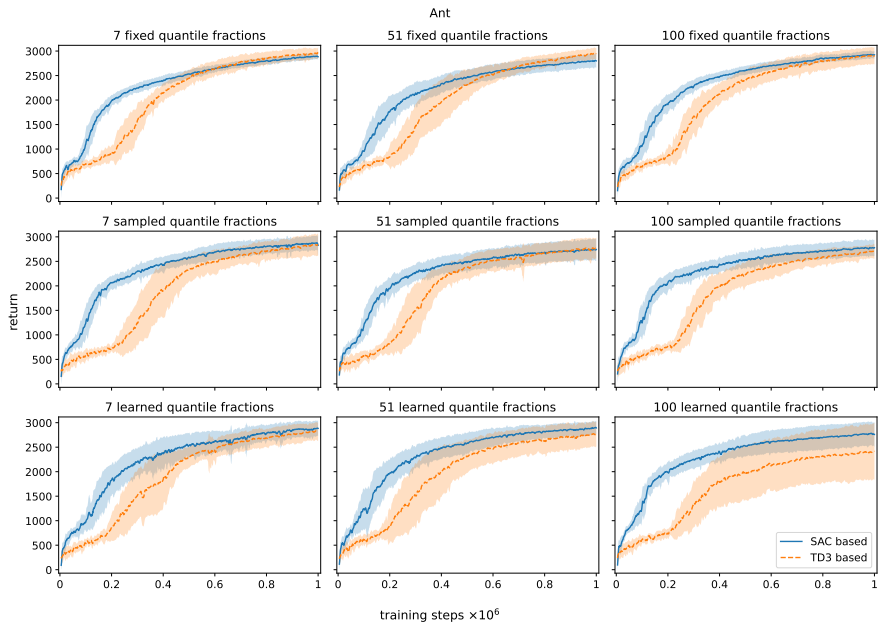 Ant
7 fixed quantile fractions
51 fixed quantile fractions
100 fixed quantile fractions
3000
2500
2000
1500
1000
500
0
7 sampled quantile fractions
51 sampled quantile fractions
100 sampled quantile fractions
3000
2500
2000
1500
1000
500
0
return
7 learned quantile fractions
51 learned quantile fractions
100 learned quantile fractions
3000
2500
2000
1500
1000
500
0
SAC based
TD3 based
0 0.2 0.4 0.6 0.8 1
0 0.2 0.4 0.6 0.8 1
0 0.2 0.4 0.6 0.8 1
training steps ×10⁶